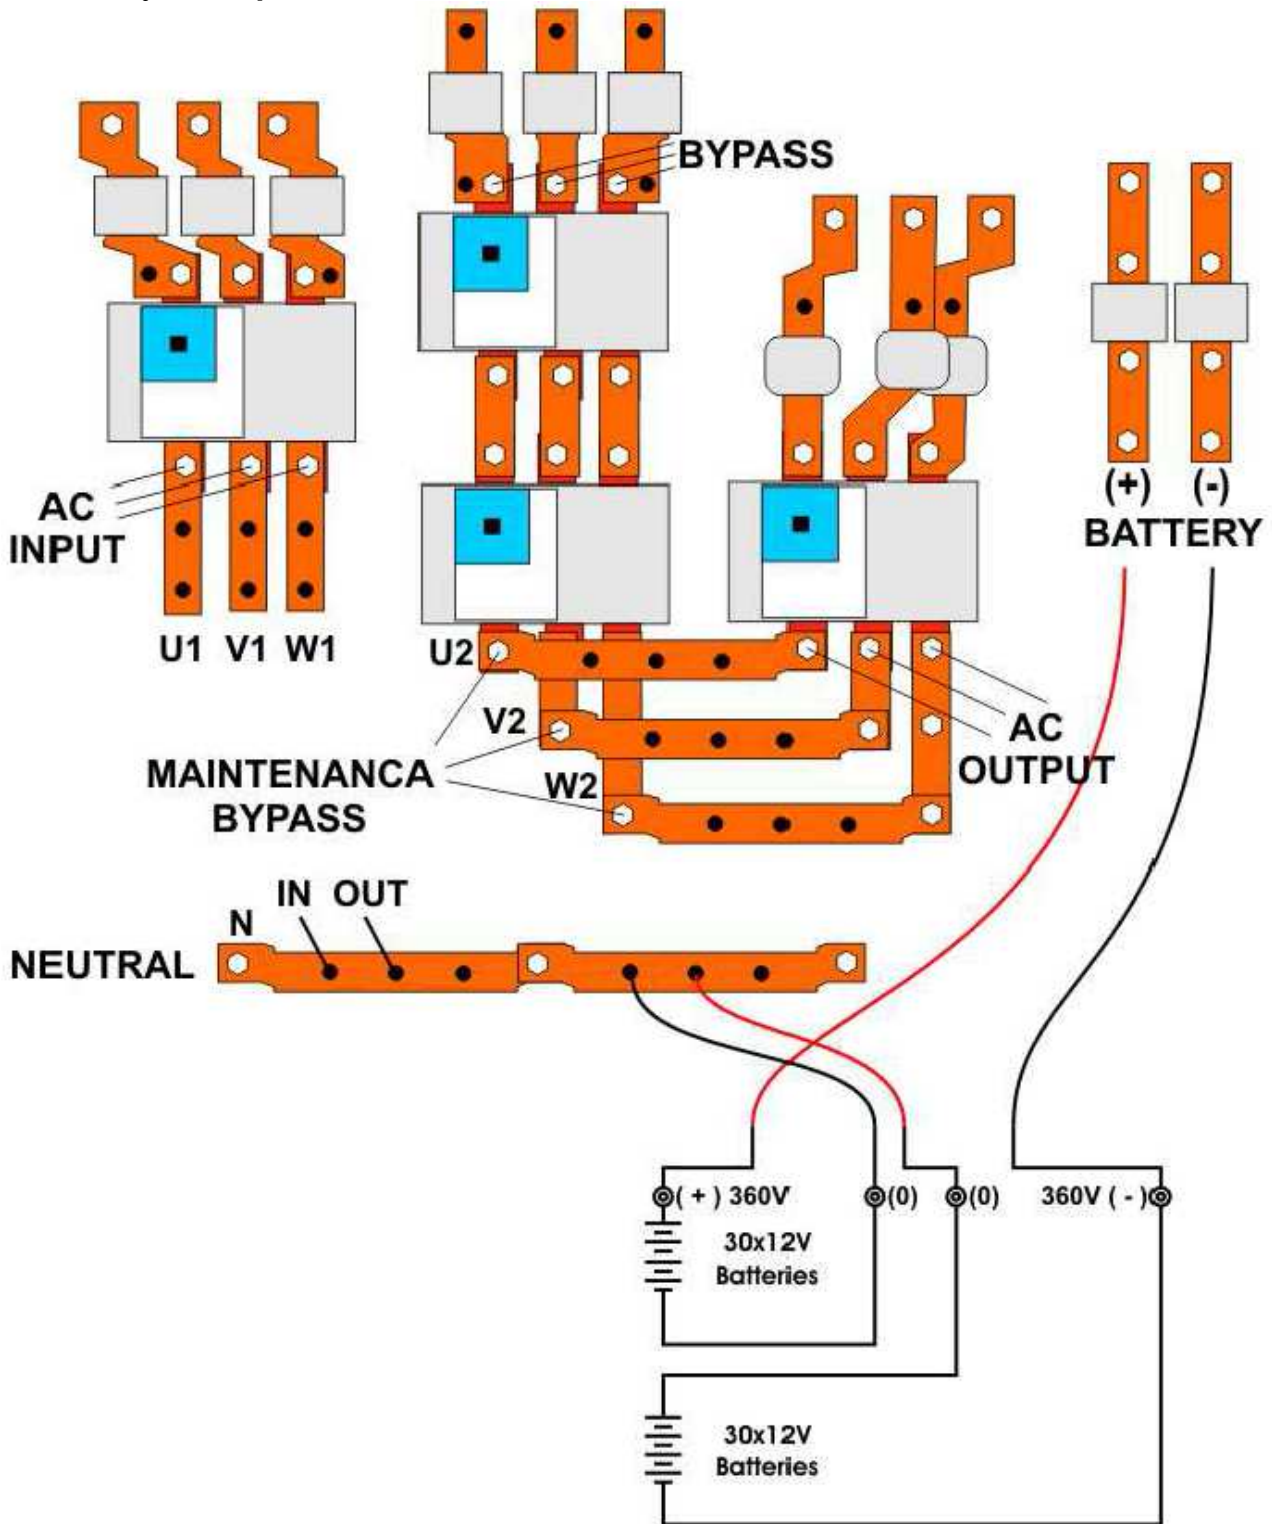 BYPASS
AC
INPUT
U1 V1 W1
(+) (-)
BATTERY
U2
V2
W2
MAINTENANCA
BYPASS
AC
OUTPUT
IN OUT
N
NEUTRAL
( + ) 360V
(0)
(0)
360V ( - )
30x12V
Batteries
30x12V
Batteries